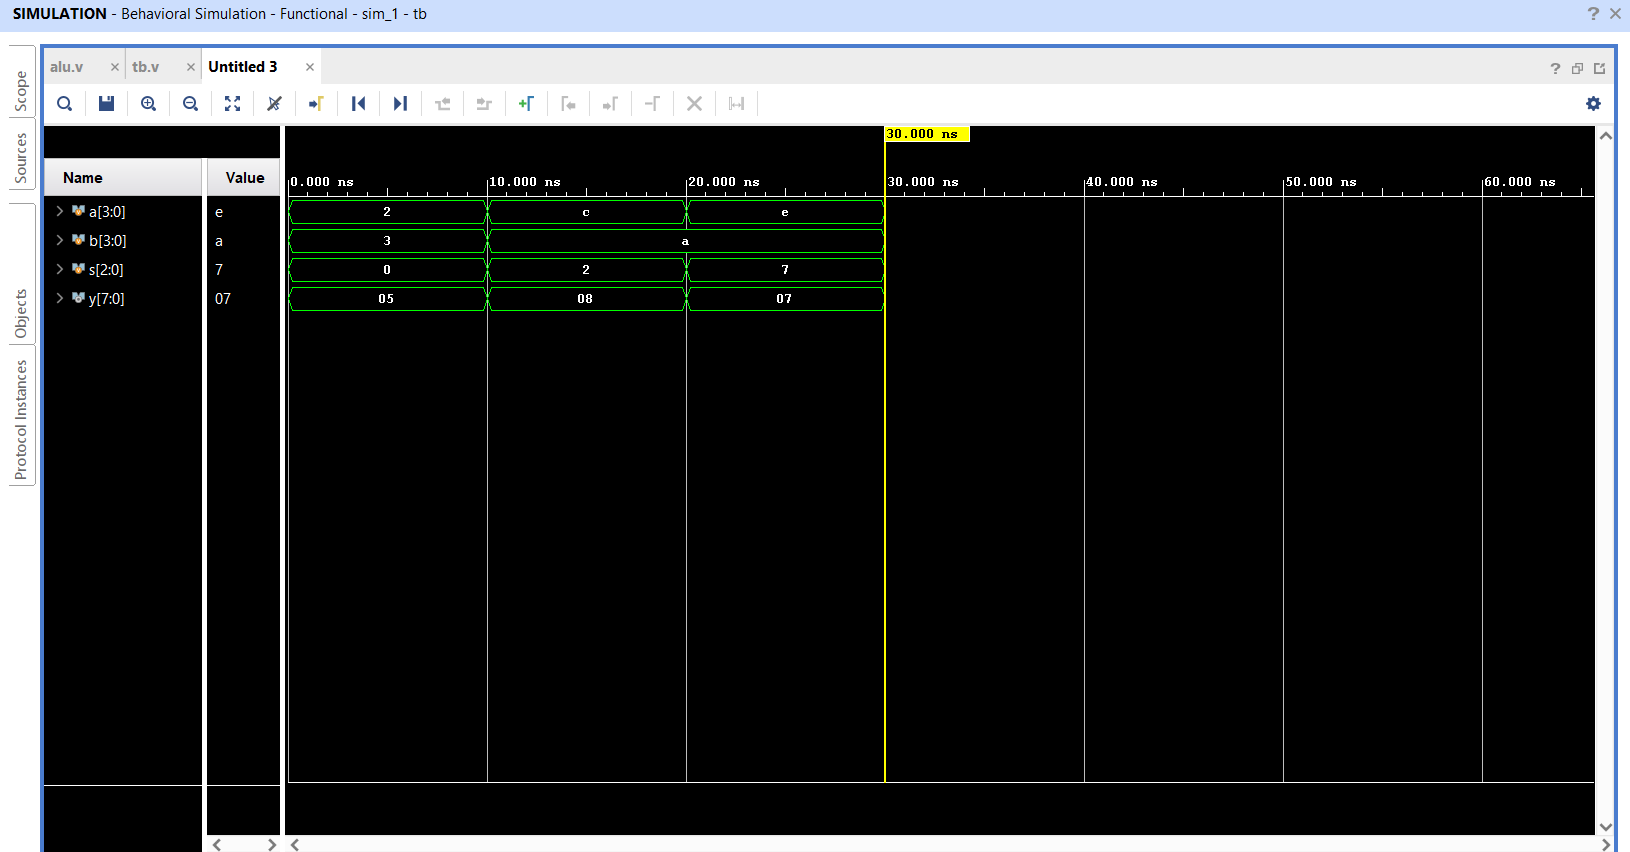 SIMULATION - Behavioral Simulation - Functional - sim_1 - tb
Scope
Sources
Objects
Protocol Instances
alu.v
tb.v
Untitled 3
30.000 ns
Name Value
0.000 ns 10.000 ns 20.000 ns 30.000 ns 40.000 ns 50.000 ns 60.000 ns
a[3:0] e 2 c e
b[3:0] a 3 a
s[2:0] 7 0 2 7
y[7:0] 07 05 08 07